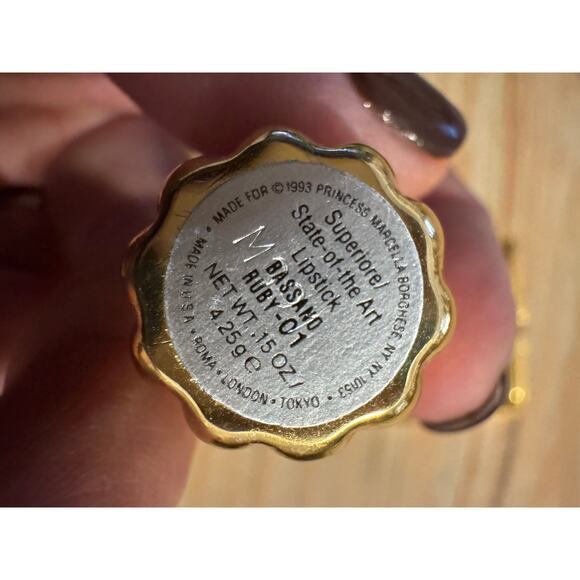 • MADE FOR ©1993 PRINCESS MARCELLA BORGHESE NY NY 10153 •
Superiore/
State-of-the Art
Lipstick
M
BASSANO
RUBY-01
NET WT. .15 OZ/
4.25g e
MADE IN U.S.A. • ROMA • LONDON • TOKYO